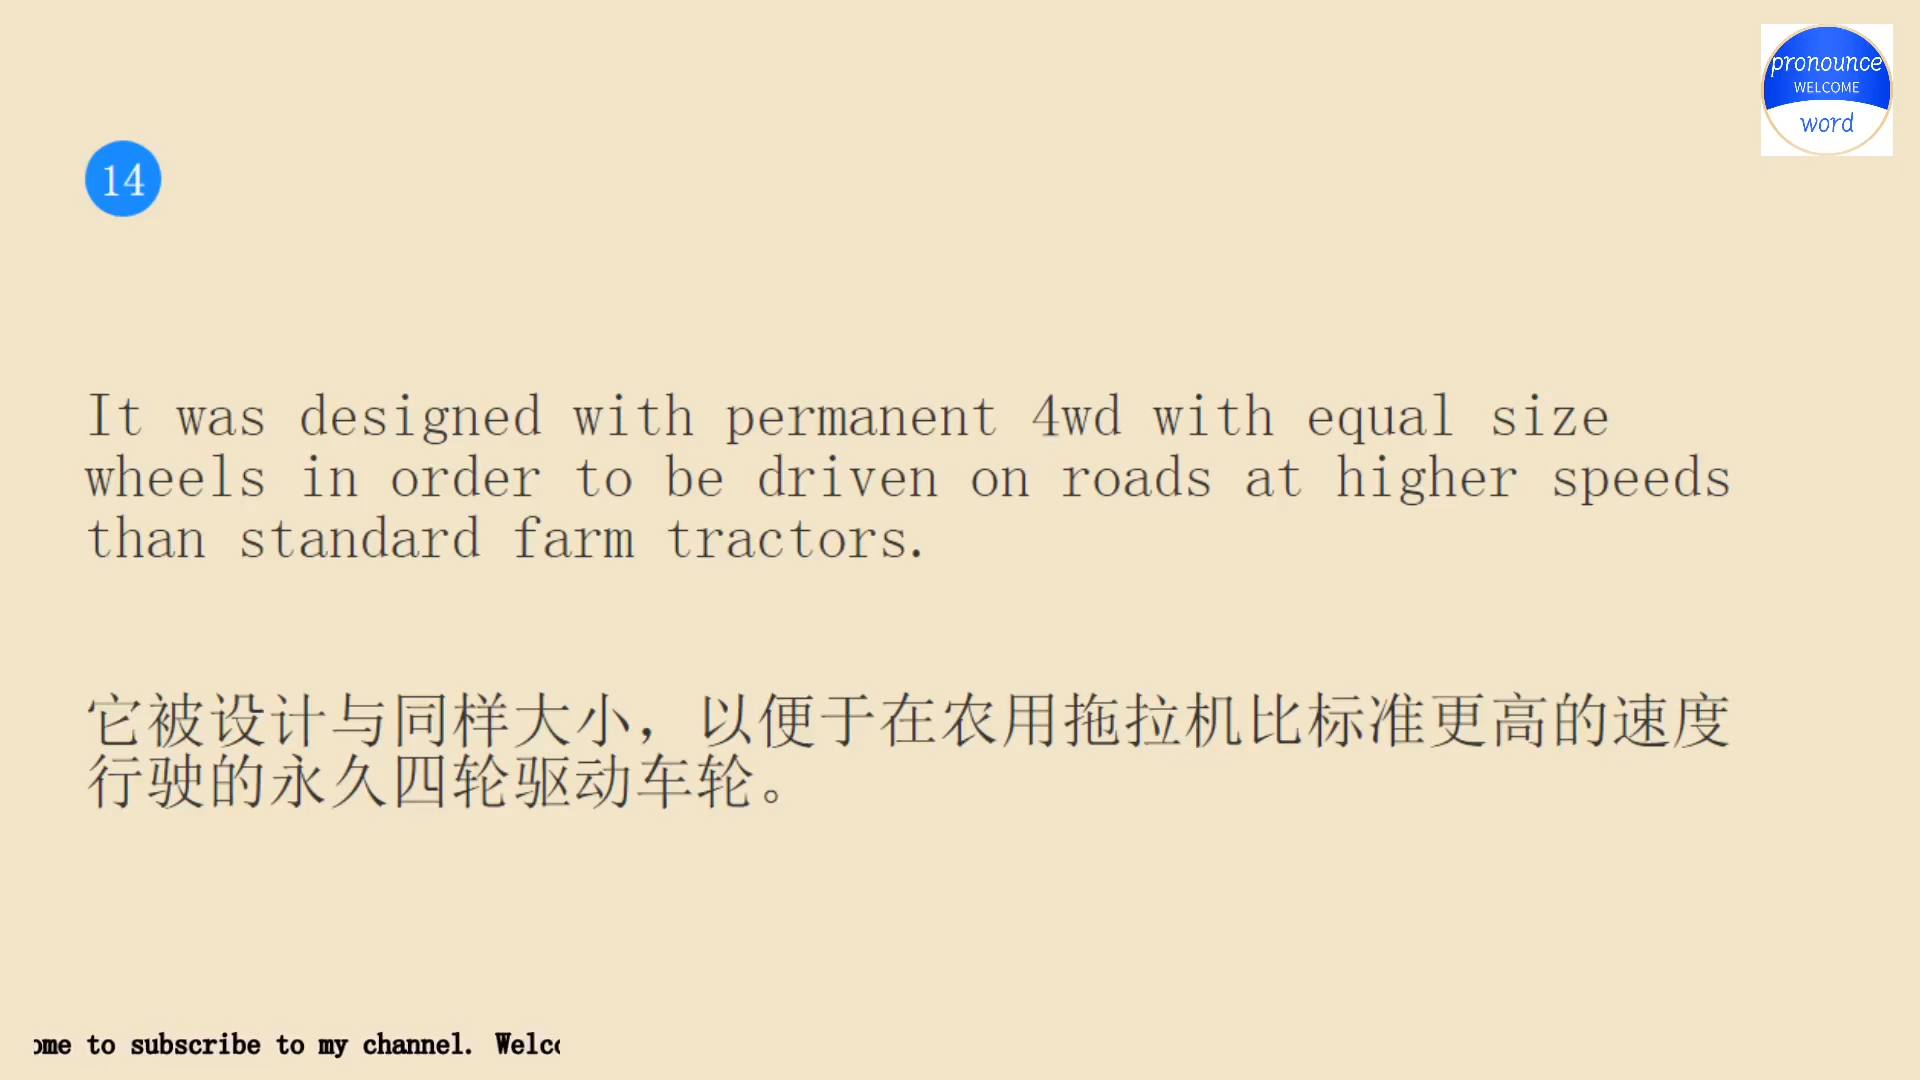 pronounce
WELCOME
word
14
It was designed with permanent 4wd with equal size
wheels in order to be driven on roads at higher speeds
than standard farm tractors.
它被设计与同样大小，以便于在农用拖拉机比标准更高的速度
行驶的永久四轮驱动车轮。
ome to subscribe to my channel. Welc